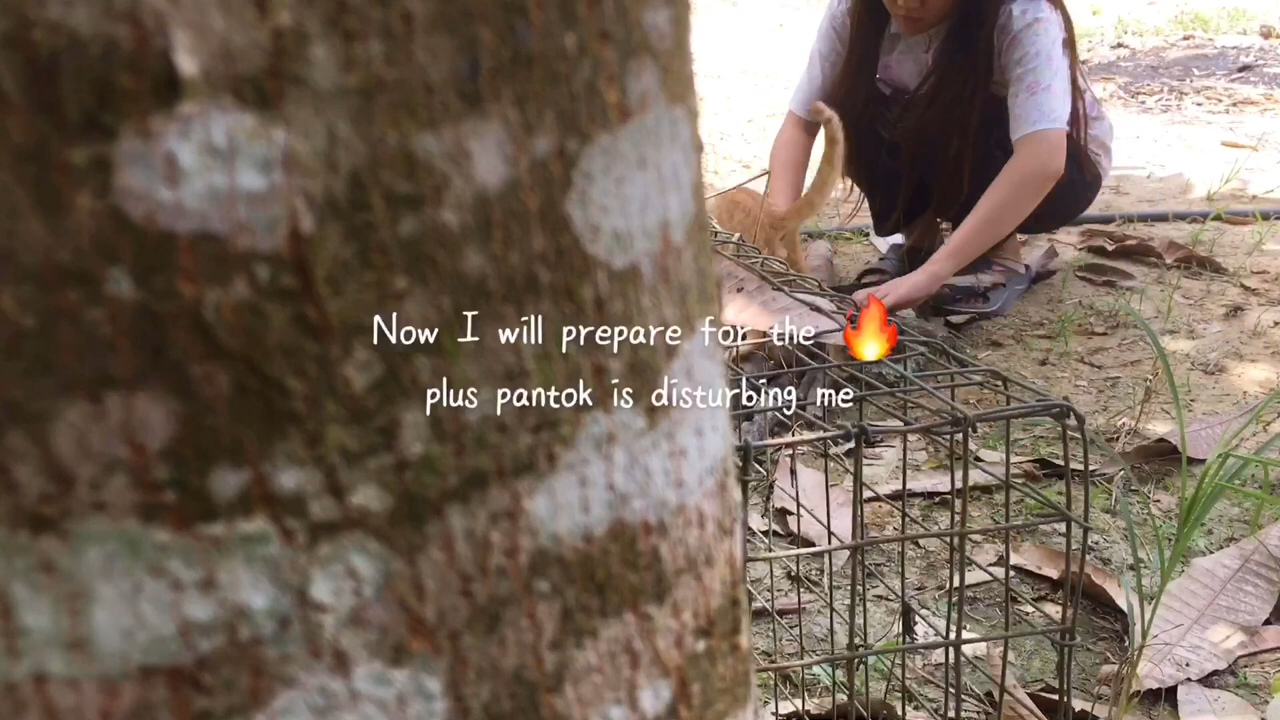 Now I will prepare for the 🔥
plus pantok is disturbing me